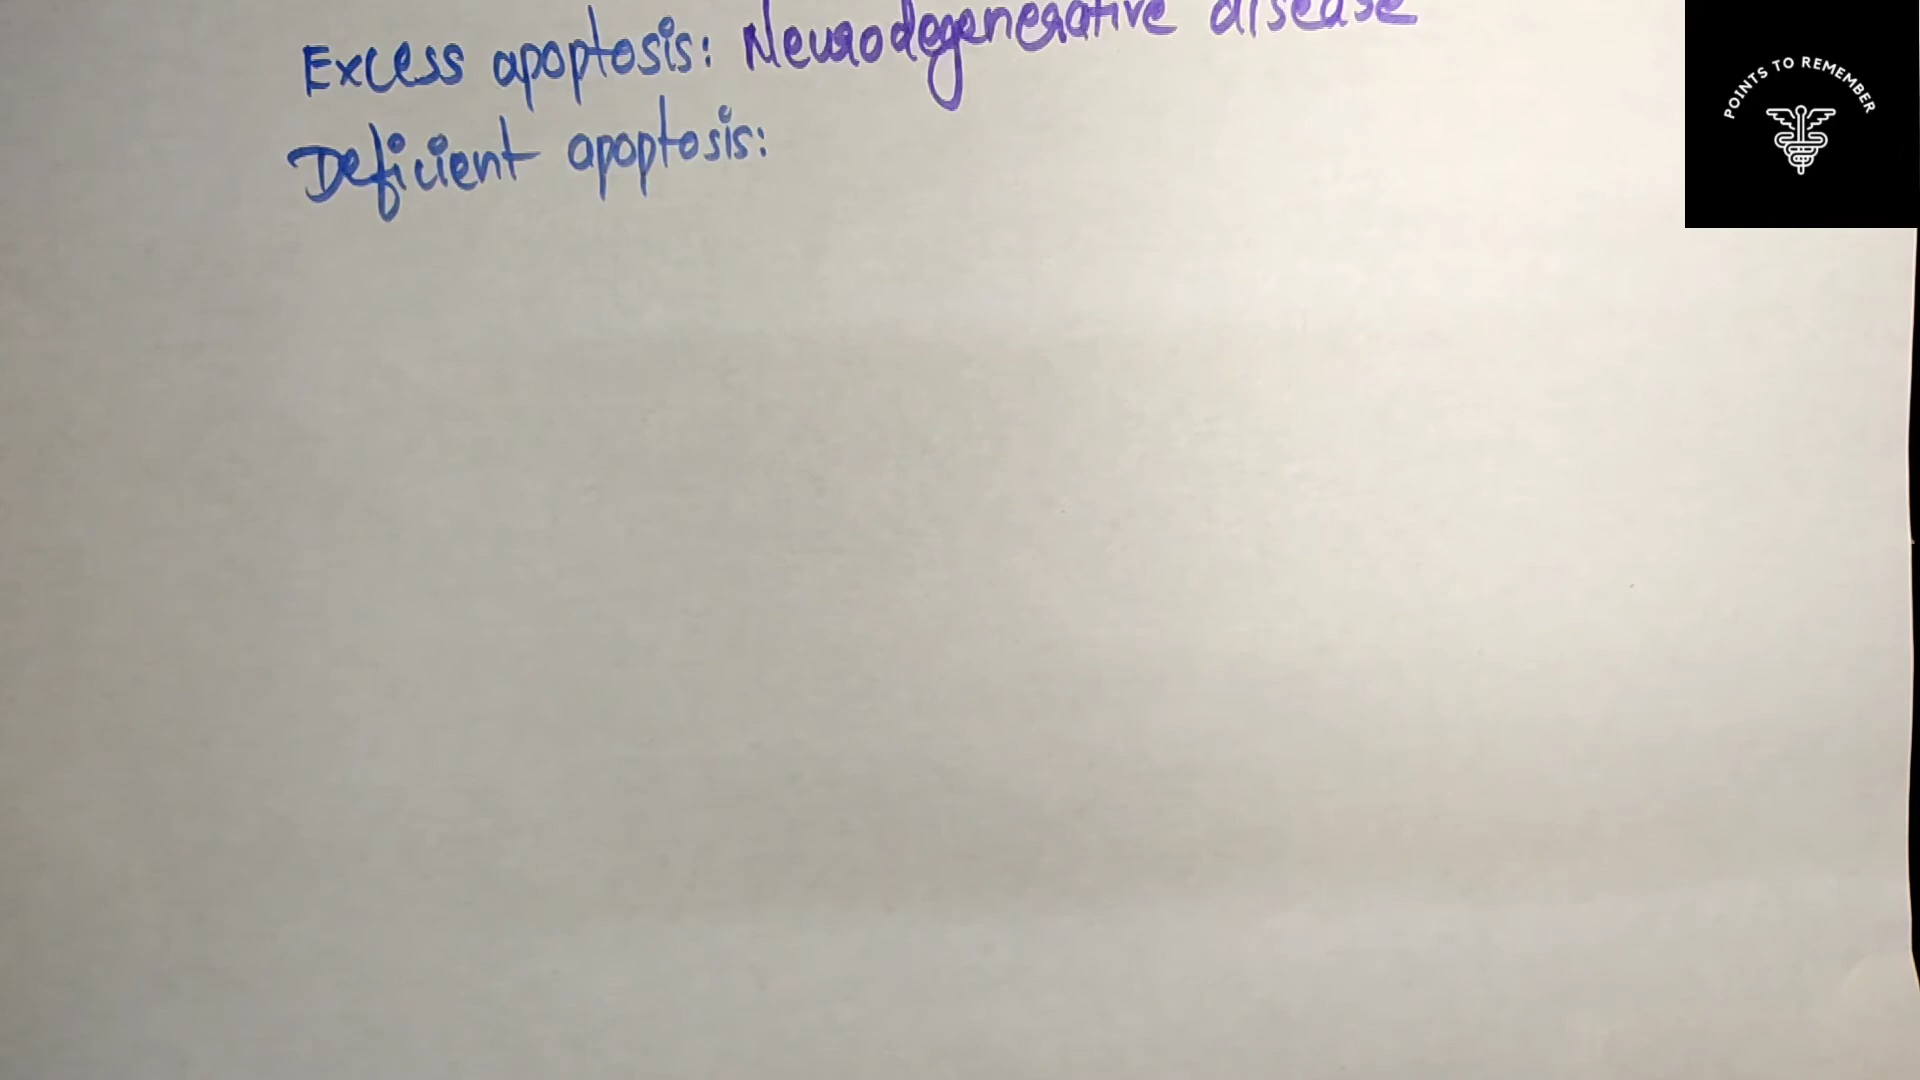 Excess apoptosis: Neurodegenerative disease
Deficient apoptosis:
POINTS TO REMEMBER